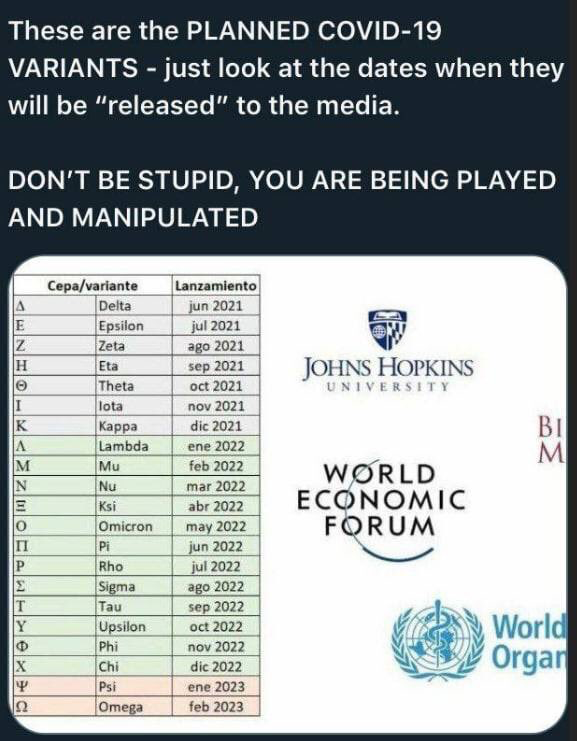 These are the PLANNED COVID-19
VARIANTS - just look at the dates when they
will be “released” to the media.
DON’T BE STUPID, YOU ARE BEING PLAYED
AND MANIPULATED
Cepa/variante Lanzamiento
Δ Delta jun 2021
Ε Epsilon jul 2021
Ζ Zeta ago 2021
Η Eta sep 2021
Θ Theta oct 2021
Ι Iota nov 2021
Κ Kappa dic 2021
Λ Lambda ene 2022
Μ Mu feb 2022
Ν Nu mar 2022
Ξ Ksi abr 2022
Ο Omicron may 2022
Π Pi jun 2022
Ρ Rho jul 2022
Σ Sigma ago 2022
Τ Tau sep 2022
Υ Upsilon oct 2022
Φ Phi nov 2022
Χ Chi dic 2022
Ψ Psi ene 2023
Ω Omega feb 2023
JOHNS HOPKINS
UNIVERSITY
BI
M
WORLD
ECONOMIC
FORUM
World
Organ